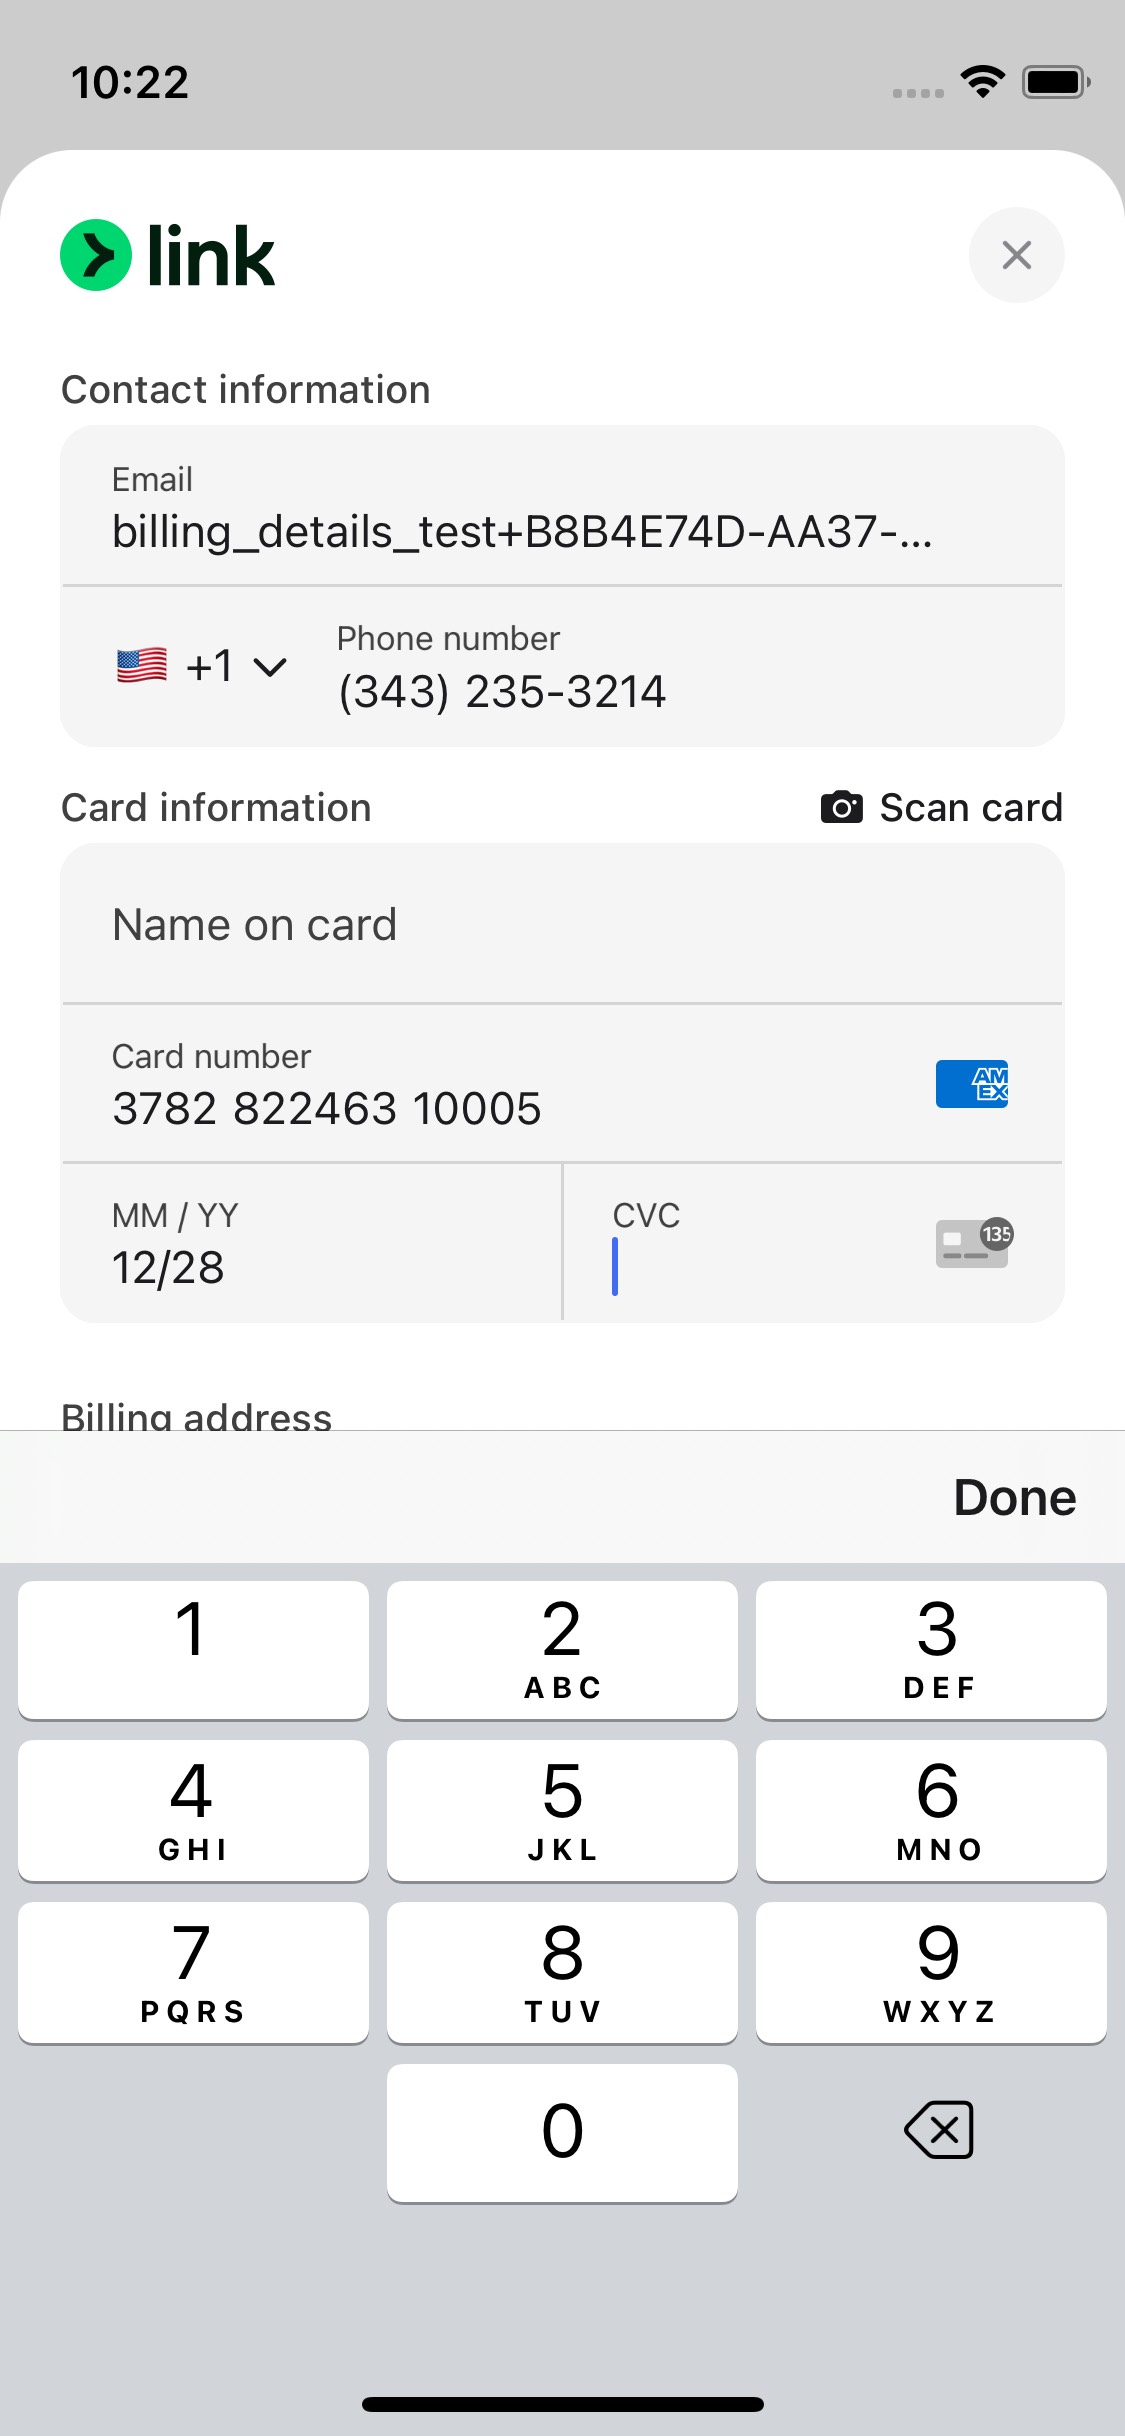 10:22
link
Contact information
Email
billing_details_test+B8B4E74D-AA37-...
+1
Phone number
(343) 235-3214
Card information
Scan card
Name on card
Card number
3782 822463 10005
AM
EX
MM / YY
12/28
CVC
135
Billing address
Done
1
2
ABC
3
DEF
4
GHI
5
JKL
6
MNO
7
PQRS
8
TUV
9
WXYZ
0